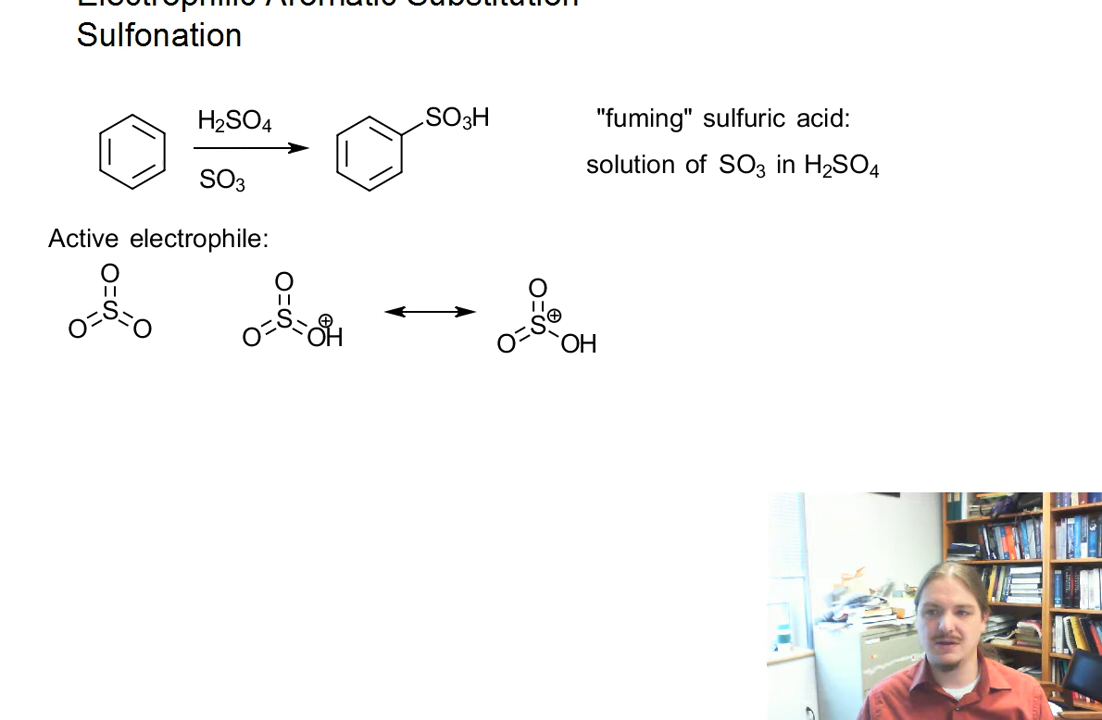 Electrophilic Aromatic Substitution
Sulfonation
H2SO4
SO3
SO3H
"fuming" sulfuric acid:
solution of SO3 in H2SO4
Active electrophile:
O
S
O
O
O
S
O
⊕
OH
O
S
⊕
O
OH